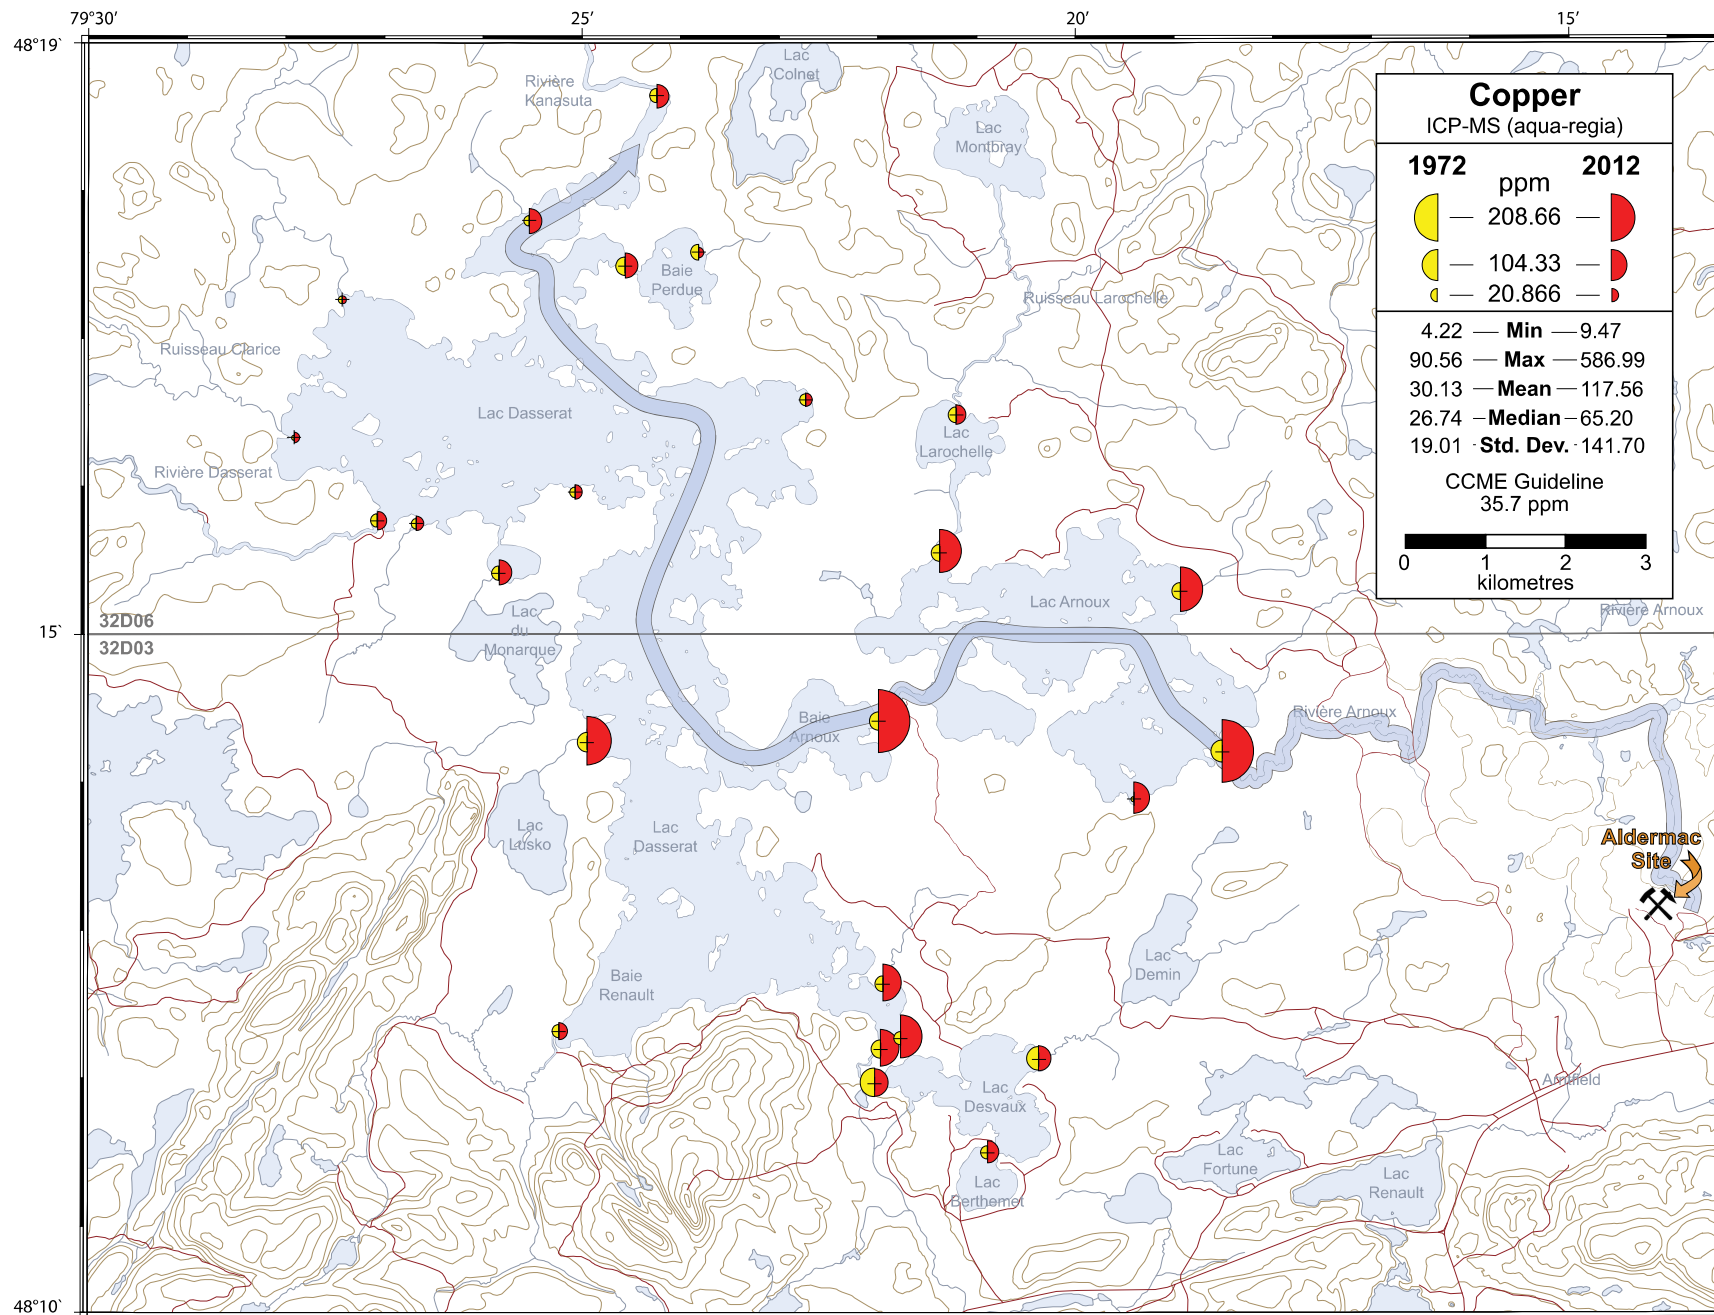 79°30′ 25′ 20′ 15′
48°19`
Lac
Colnet
Rivière
Kanasuta
Lac
Montbray
Copper
ICP-MS (aqua-regia)
1972 2012
ppm
208.66
104.33
20.866
4.22 Min 9.47
90.56 Max 586.99
30.13 Mean 117.56
26.74 Median 65.20
19.01 Std. Dev. 141.70
CCME Guideline
35.7 ppm
0 1 2 3
kilometres
Baie
Perdue
Ruisseau Larochelle
Ruisseau Clarice
Lac Dasserat
Lac
Larochelle
Rivière Dasserat
Lac Arnoux
Rivière Arnoux
Lac
du
Monarque
15`
32D06
32D03
Baie
Arnoux
Rivière Arnoux
Lac
Lusko
Lac
Dasserat
Aldermac
Site
Lac
Demin
Baie
Renault
Lac
Desvaux
Arntfield
Lac
Fortune
Lac
Renault
Lac
Berthemet
48°10`